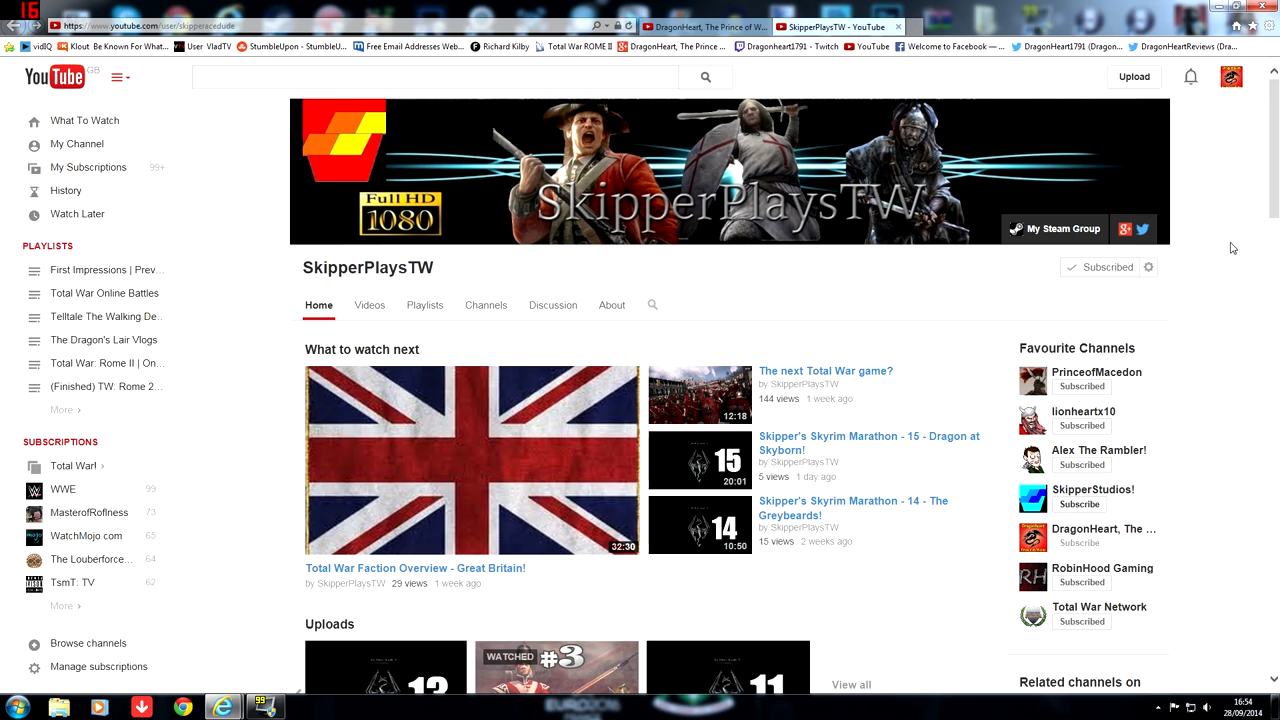 16
https://www.youtube.com/user/skipperacedude
DragonHeart, The Prince of W...
SkipperPlaysTW - YouTube
vidIQ
Klout Be Known For What...
User VladTV
StumbleUpon - StumbleU...
Free Email Addresses Web...
Richard Kilby
Total War ROME II
DragonHeart, The Prince ...
Dragonheart1791 - Twitch
YouTube
Welcome to Facebook — ...
DragonHeart1791 (Dragon...
DragonHeartReviews (Dra...
YouTube GB
Upload
What To Watch
My Channel
My Subscriptions 99+
History
Watch Later
PLAYLISTS
First Impressions | Prev...
Total War Online Battles
Telltale The Walking De...
The Dragon's Lair Vlogs
Total War: Rome II | On...
(Finished) TW: Rome 2...
More ›
SUBSCRIPTIONS
Total War! ›
WWE 99
MasterofRoflness 73
WatchMojo.com 65
The Louberforce... 64
TsmT: TV 62
More ›
Browse channels
Manage subscriptions
Full HD
1080
SkipperPlaysTW
My Steam Group
SkipperPlaysTW
Subscribed
Home Videos Playlists Channels Discussion About
What to watch next
32:30
Total War Faction Overview - Great Britain!
by SkipperPlaysTW 29 views 1 week ago
12:18
The next Total War game?
by SkipperPlaysTW
144 views 1 week ago
15
20:01
Skipper's Skyrim Marathon - 15 - Dragon at
Skyborn!
by SkipperPlaysTW
5 views 1 day ago
14
10:50
Skipper's Skyrim Marathon - 14 - The
Greybeards!
by SkipperPlaysTW
15 views 2 weeks ago
Uploads
13
WATCHED #3
11
View all
Favourite Channels
PrinceofMacedon
Subscribed
lionheartx10
Subscribed
Alex The Rambler!
Subscribed
SkipperStudios!
Subscribe
DragonHeart, The ...
Subscribe
RobinHood Gaming
Subscribed
Total War Network
Subscribed
Related channels on
99
16:54
28/09/2014